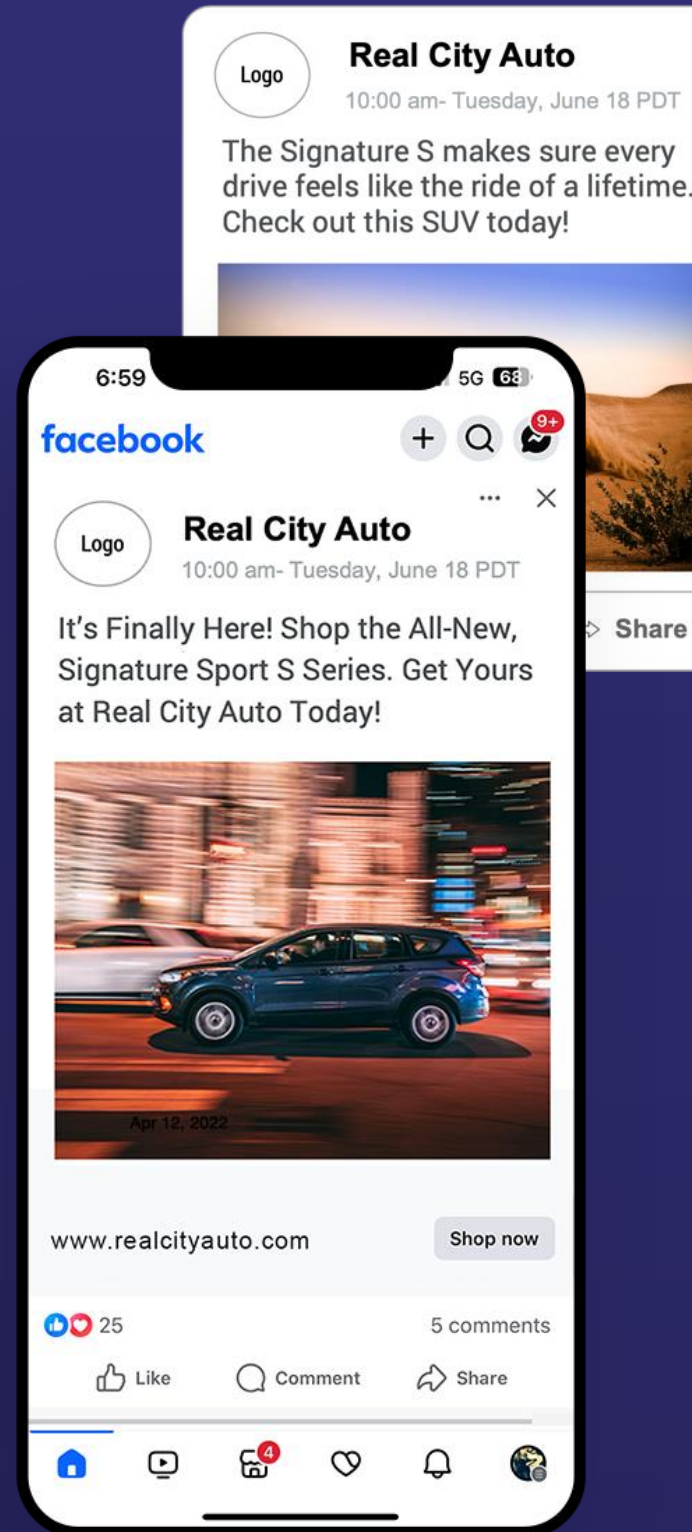 Logo
Real City Auto
10:00 am- Tuesday, June 18 PDT
The Signature S makes sure every
drive feels like the ride of a lifetime.
Check out this SUV today!
Share
6:59
5G 68
facebook
9+
Logo
Real City Auto
10:00 am- Tuesday, June 18 PDT
It's Finally Here! Shop the All-New,
Signature Sport S Series. Get Yours
at Real City Auto Today!
Apr 12, 2022
www.realcityauto.com
Shop now
25
5 comments
Like
Comment
Share
4